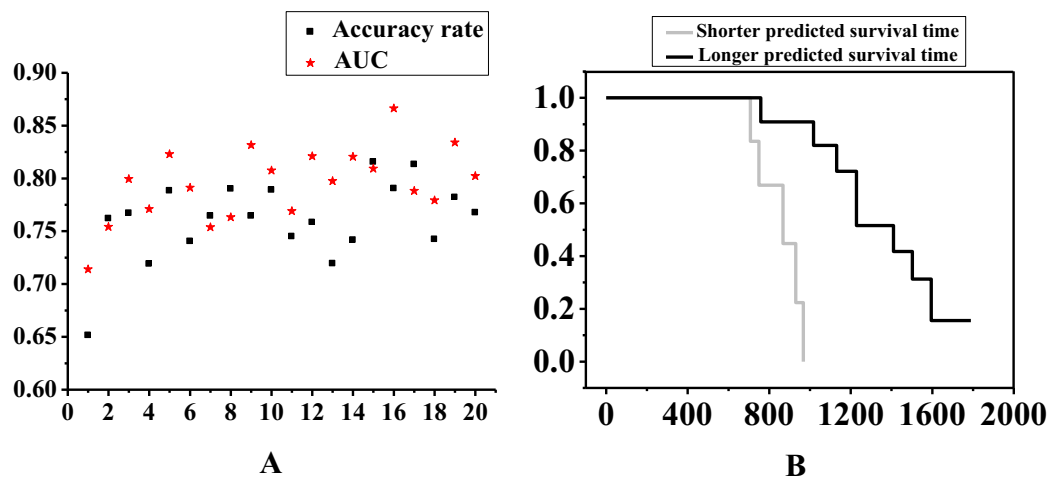 Accuracy rate
AUC
0.90
0.85
0.80
0.75
0.70
0.65
0.60
0 2 4 6 8 10 12 14 16 18 20
A
Shorter predicted survival time
Longer predicted survival time
1.0
0.8
0.6
0.4
0.2
0.0
0 400 800 1200 1600 2000
B